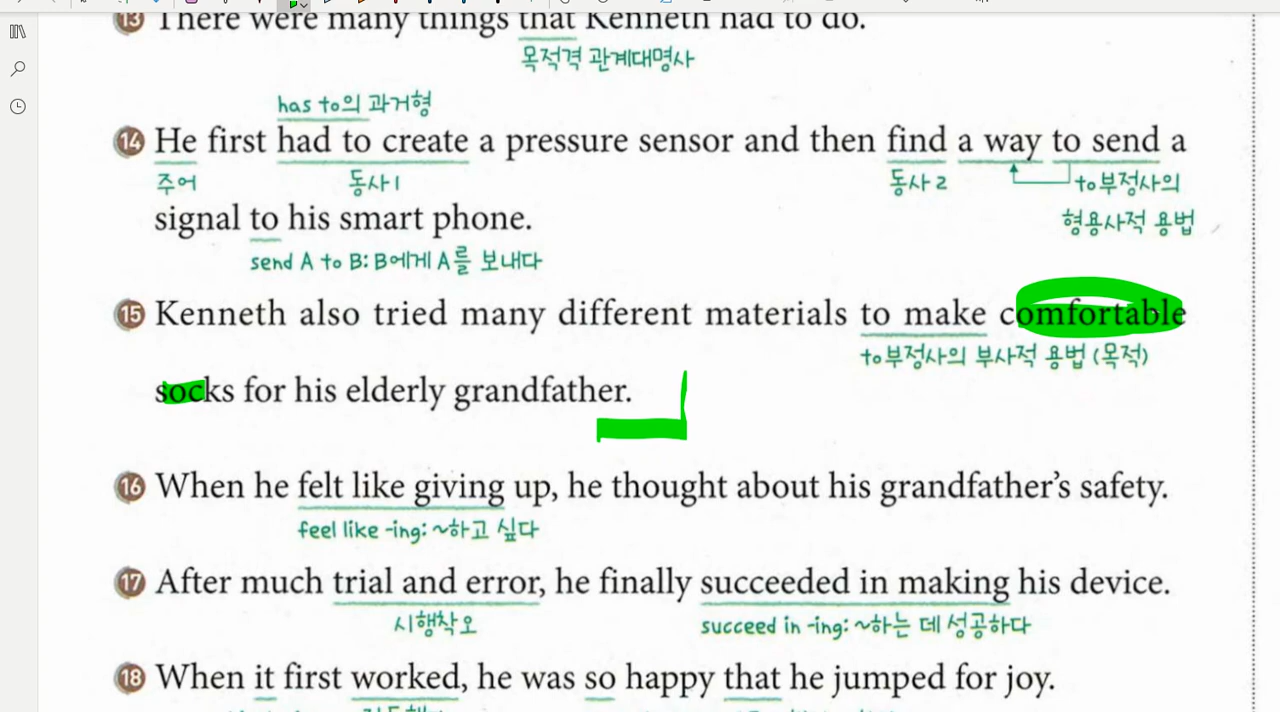 13 There were many things that Kenneth had to do.
목적격 관계대명사
has to의 과거형
14 He first had to create a pressure sensor and then find a way to send a
주어 동사1 동사2 to부정사의
형용사적 용법
signal to his smart phone.
send A to B: B에게 A를 보내다
15 Kenneth also tried many different materials to make comfortable
to부정사의 부사적 용법 (목적)
socks for his elderly grandfather.
16 When he felt like giving up, he thought about his grandfather's safety.
feel like -ing: ~하고 싶다
17 After much trial and error, he finally succeeded in making his device.
시행착오 succeed in -ing: ~하는 데 성공하다
18 When it first worked, he was so happy that he jumped for joy.